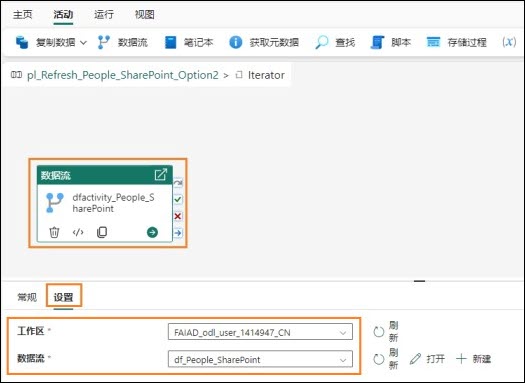 主页 活动 运行 视图
复制数据 数据流 笔记本 获取元数据 查找 脚本 存储过程 (x)
pl_Refresh_People_SharePoint_Option2 > Iterator
数据流
dfactivity_People_S
harePoint
常规 设置
工作区 * FAIAD_odl_user_1414947_CN 刷新
数据流 * df_People_SharePoint 刷新 打开 新建